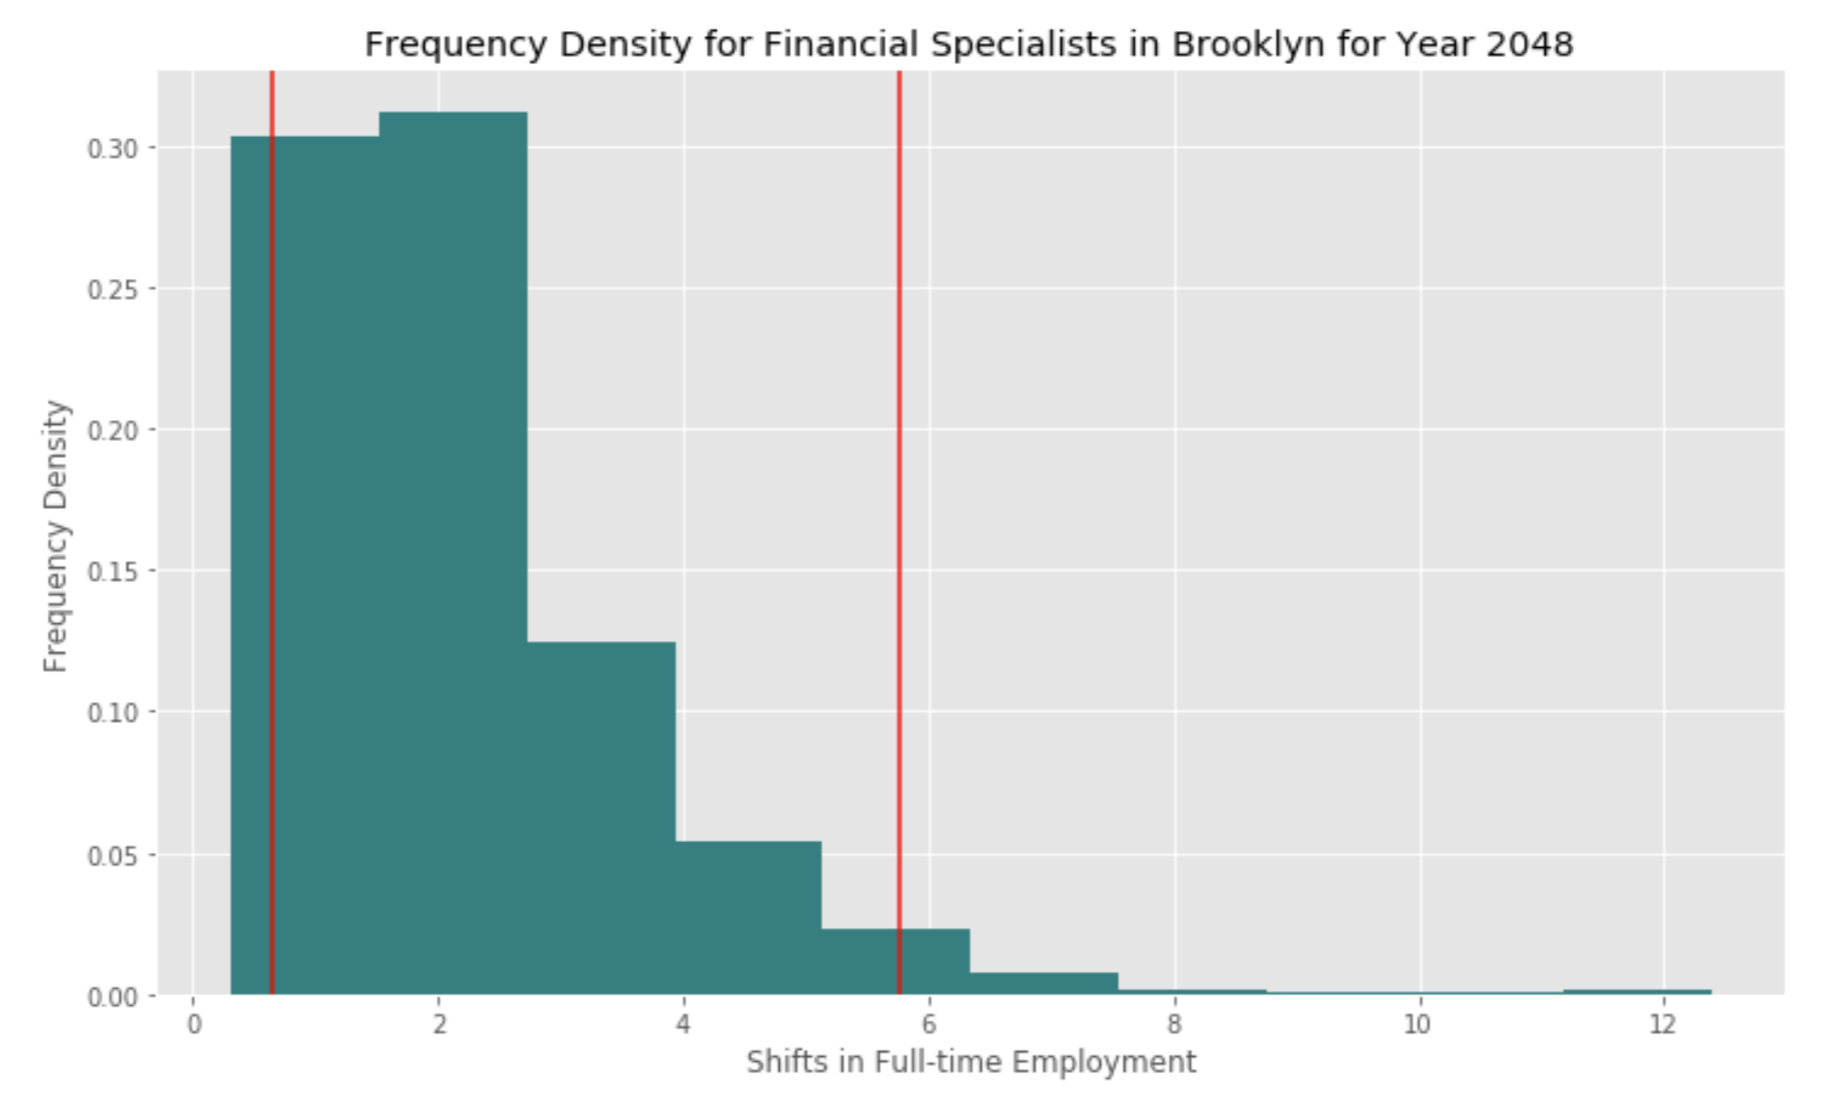 Frequency Density for Financial Specialists in Brooklyn for Year 2048
Frequency Density
0.30
0.25
0.20
0.15
0.10
0.05
0.00
0 2 4 6 8 10 12
Shifts in Full-time Employment